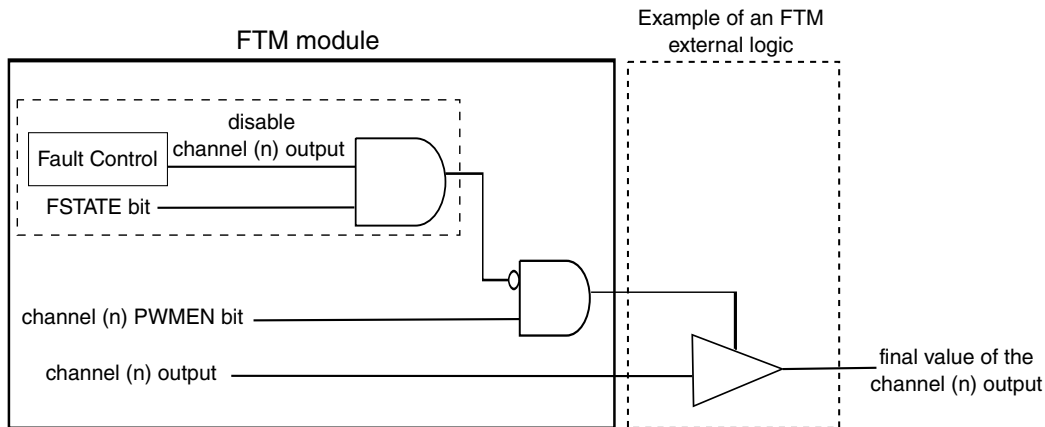 Example of an FTM
external logic
FTM module
disable
channel (n) output
Fault Control
FSTATE bit
channel (n) PWMEN bit
channel (n) output
final value of the
channel (n) output